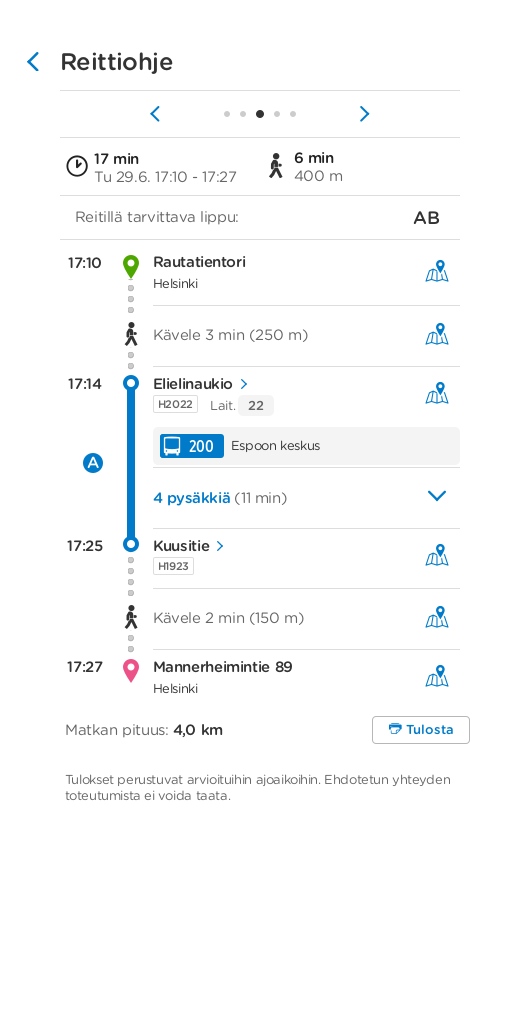 Reittiohje
17 min
Tu 29.6. 17:10 - 17:27
6 min
400 m
Reitillä tarvittava lippu:
AB
17:10
Rautatientori
Helsinki
Kävele 3 min (250 m)
17:14
Elielinaukio
H2022
Lait. 22
200
Espoon keskus
A
4 pysäkkiä (11 min)
17:25
Kuusitie
H1923
Kävele 2 min (150 m)
17:27
Mannerheimintie 89
Helsinki
Matkan pituus: 4,0 km
Tulosta
Tulokset perustuvat arvioituihin ajoaikoihin. Ehdotetun yhteyden
toteutumista ei voida taata.